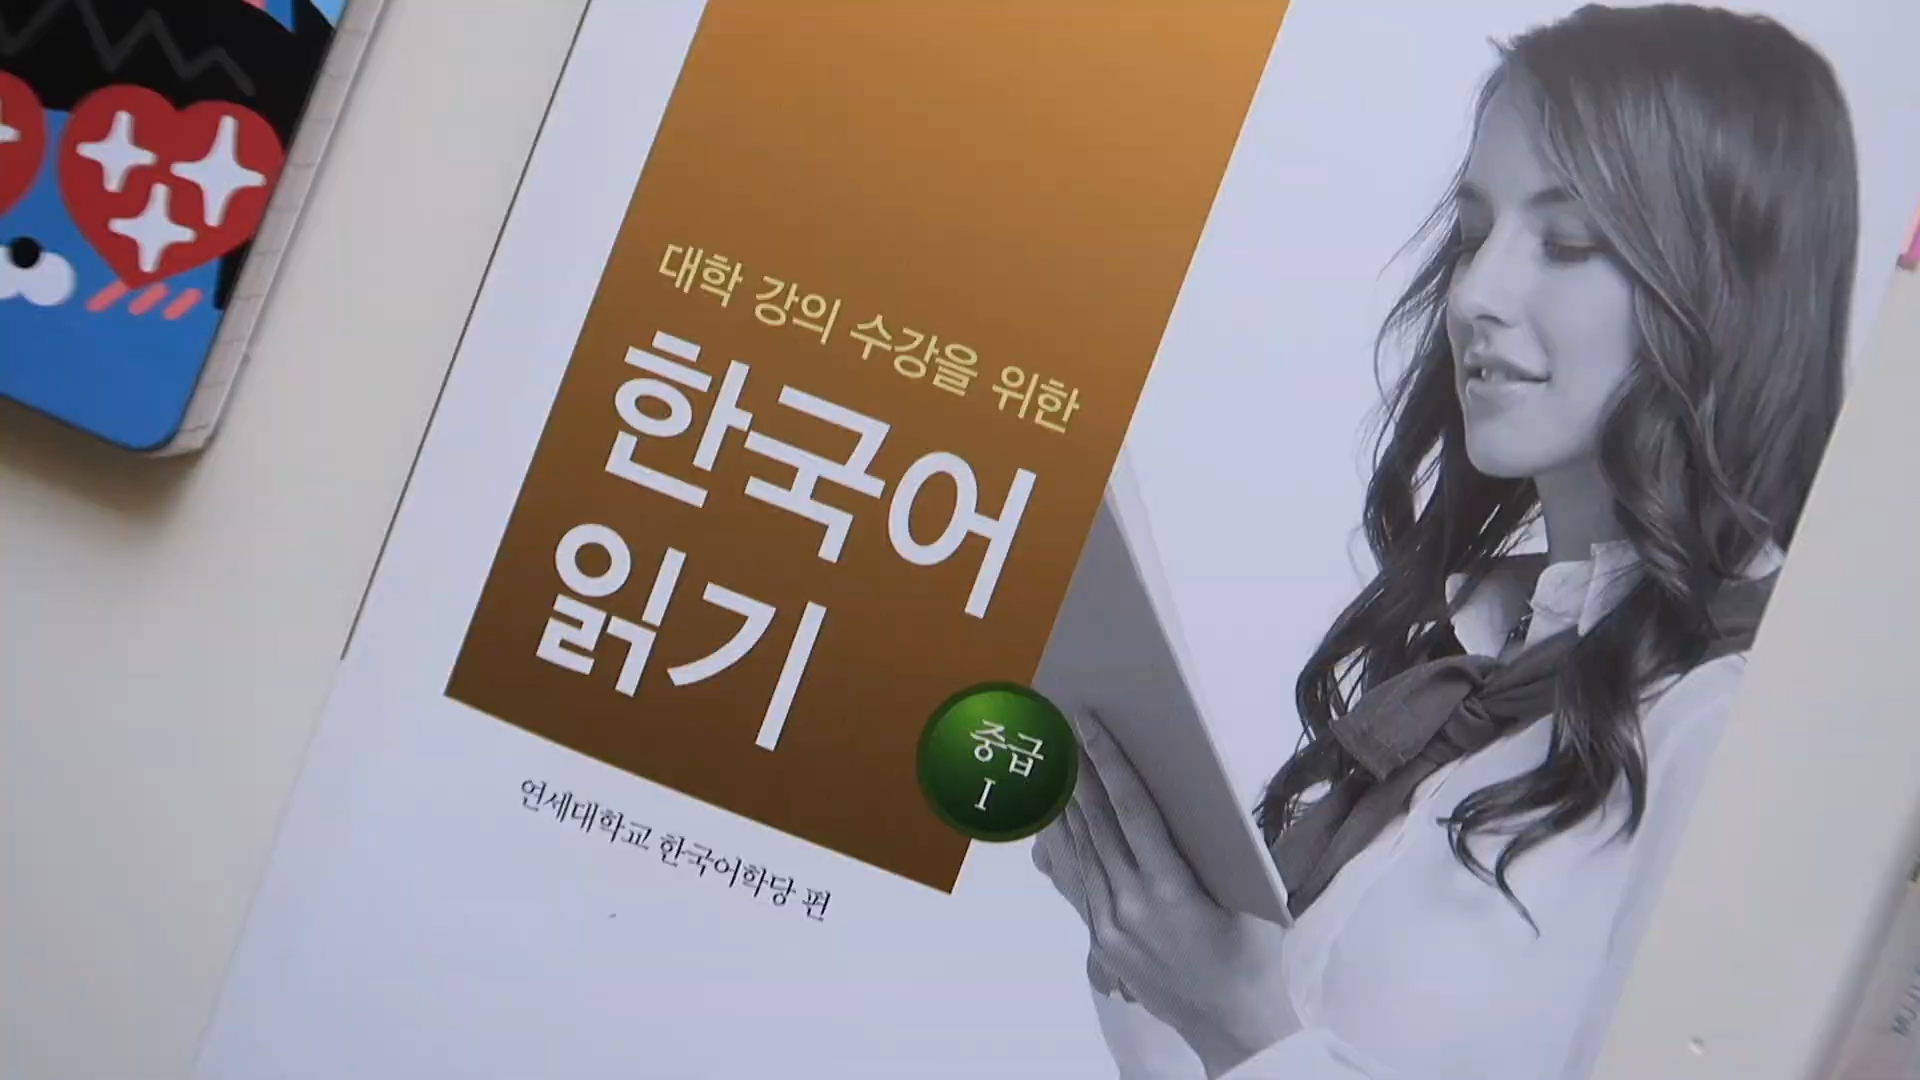 대학 강의 수강을 위한
한국어
읽기
중급
I
연세대학교 한국어학당 편